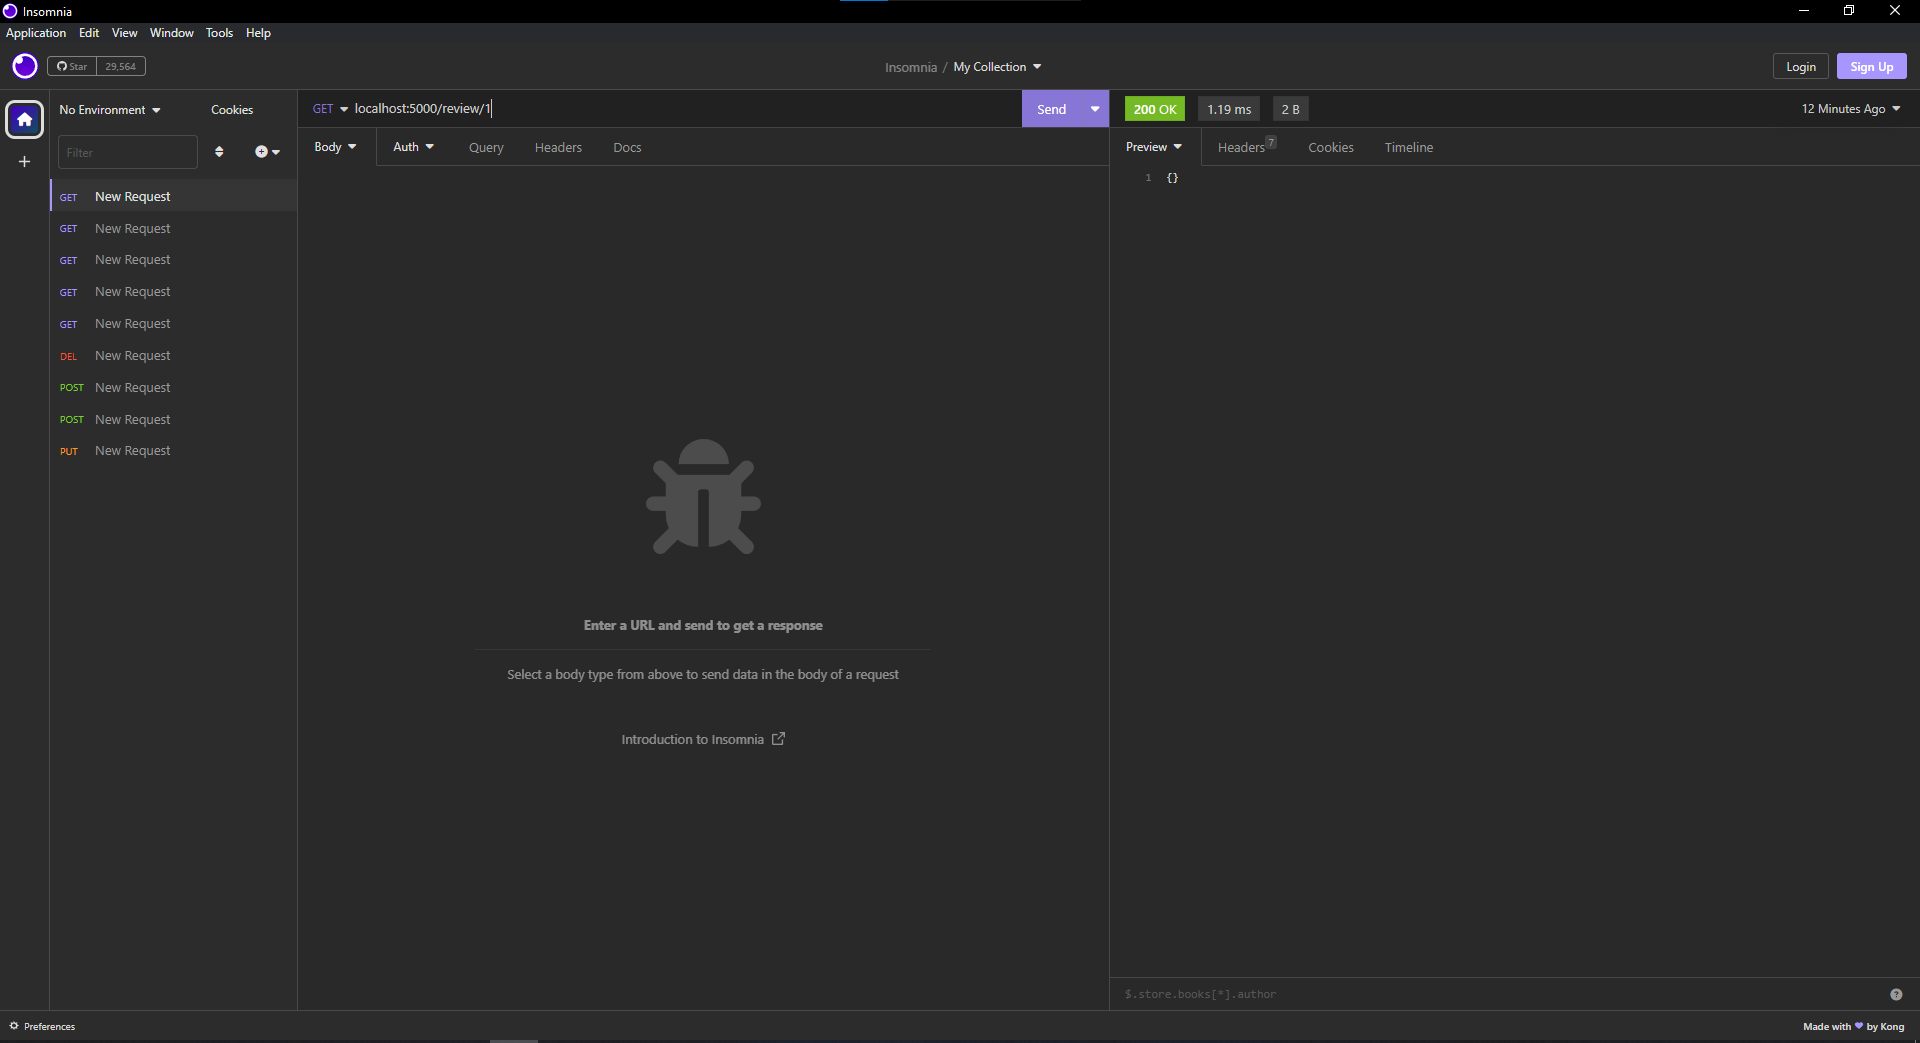 Insomnia
Application Edit View Window Tools Help
Star 29,564
Insomnia / My Collection
Login Sign Up
No Environment Cookies
GET localhost:5000/review/1
Send
200 OK 1.19 ms 2 B
12 Minutes Ago
Filter
Body Auth Query Headers Docs
Preview Headers 7 Cookies Timeline
1 {}
GET New Request
GET New Request
GET New Request
GET New Request
GET New Request
DEL New Request
POST New Request
POST New Request
PUT New Request
Enter a URL and send to get a response
Select a body type from above to send data in the body of a request
Introduction to Insomnia
$.store.books[*].author
Preferences
Made with ♥ by Kong